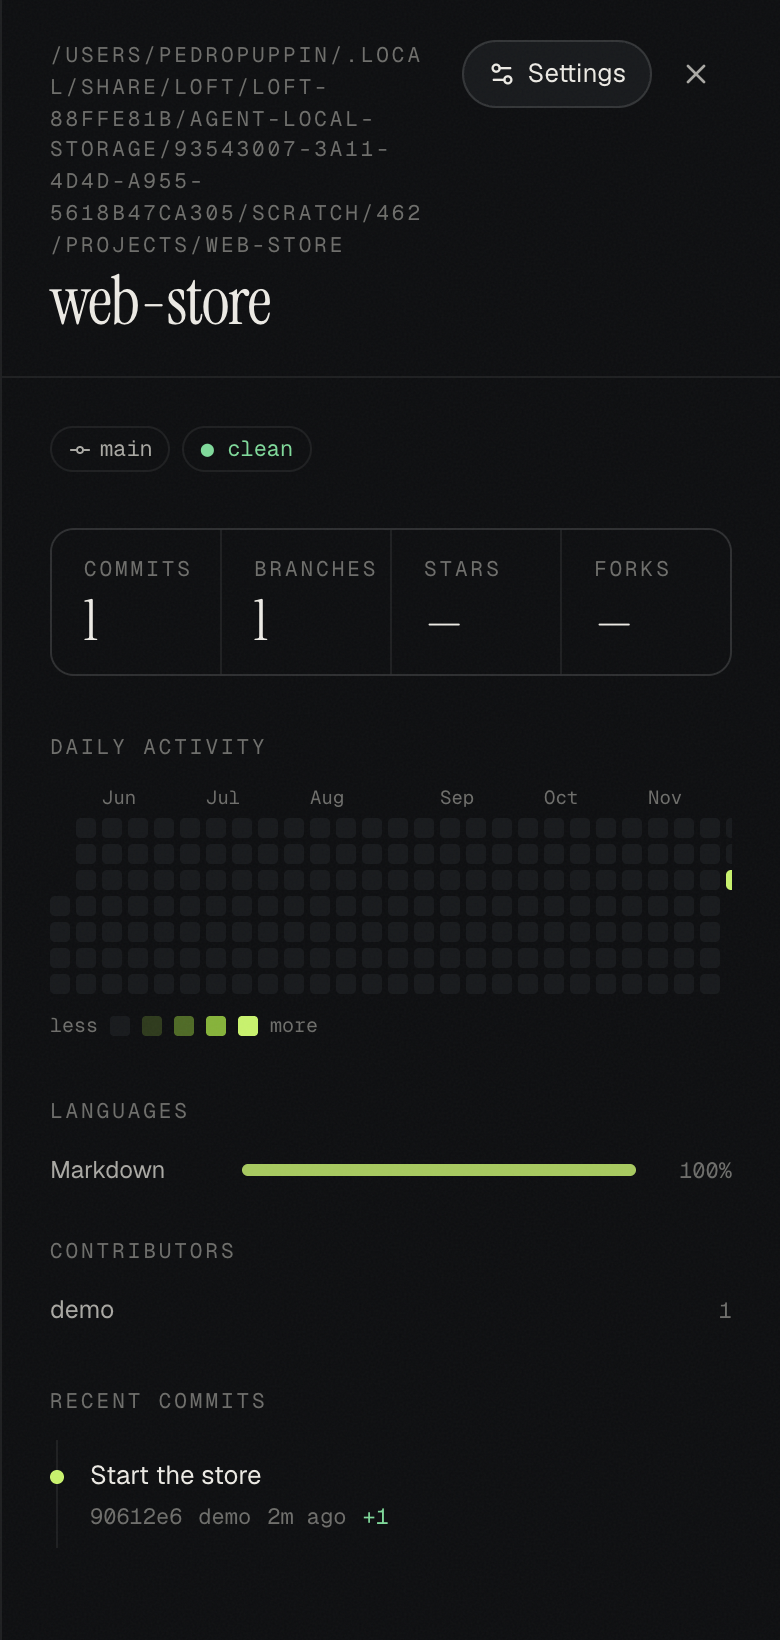 /USERS/PEDROPUPPIN/.LOCA
L/SHARE/LOFT/LOFT-
88FFE81B/AGENT-LOCAL-
STORAGE/93543007-3A11-
4D4D-A955-
5618B47CA305/SCRATCH/462
/PROJECTS/WEB-STORE
Settings
web-store
main
clean
COMMITS BRANCHES STARS FORKS
1 1 — —
DAILY ACTIVITY
Jun Jul Aug Sep Oct Nov
less more
LANGUAGES
Markdown 100%
CONTRIBUTORS
demo 1
RECENT COMMITS
Start the store
90612e6 demo 2m ago +1